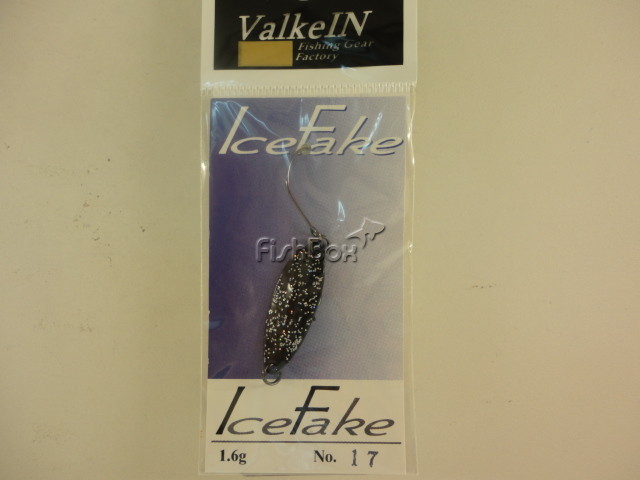 ValkeIN
Fishing Gear
Factory
IceFake
FishBox
IceFake
1.6g No. 17